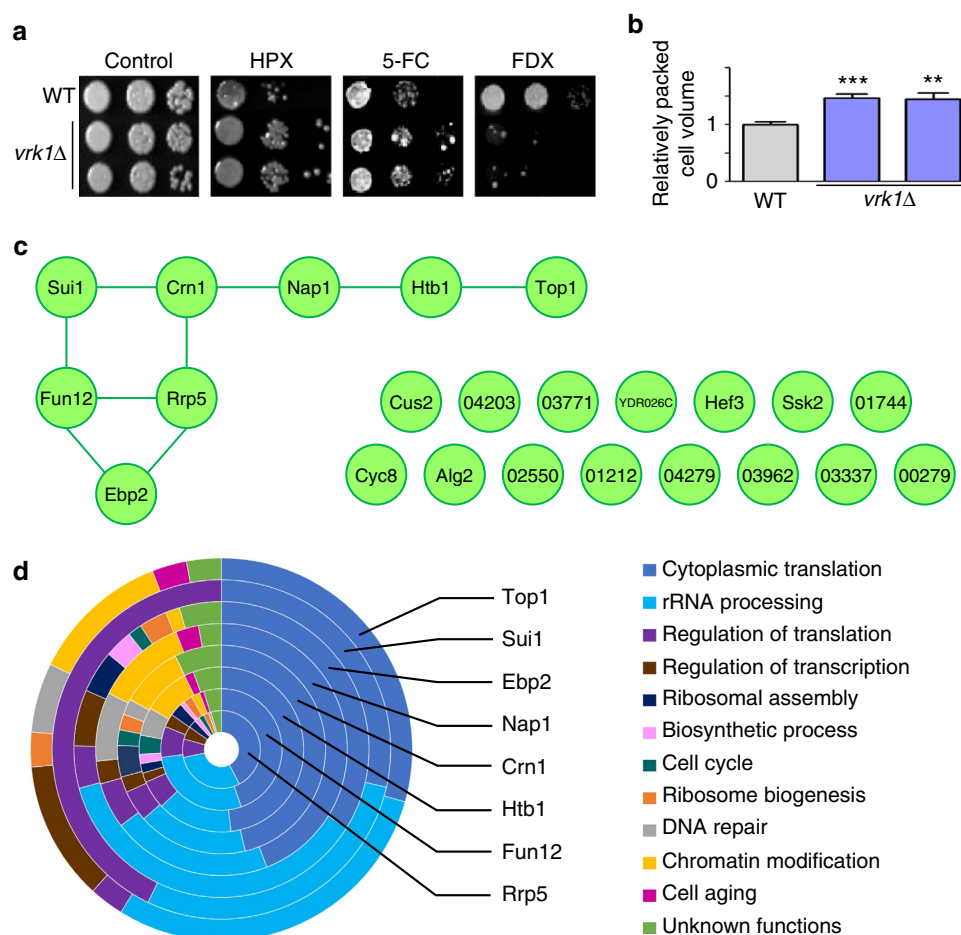 a
Control HPX 5-FC FDX
WT
vrk1Δ
b
Relatively packed
cell volume
1
0
***
**
WT
vrk1Δ
c
Sui1 Crn1 Nap1 Htb1 Top1
Fun12 Rrp5
Ebp2
Cus2 04203 03771 YDR026C Hef3 Ssk2 01744
Cyc8 Alg2 02550 01212 04279 03962 03337 00279
d
Top1
Sui1
Ebp2
Nap1
Crn1
Htb1
Fun12
Rrp5
Cytoplasmic translation
rRNA processing
Regulation of translation
Regulation of transcription
Ribosomal assembly
Biosynthetic process
Cell cycle
Ribosome biogenesis
DNA repair
Chromatin modification
Cell aging
Unknown functions